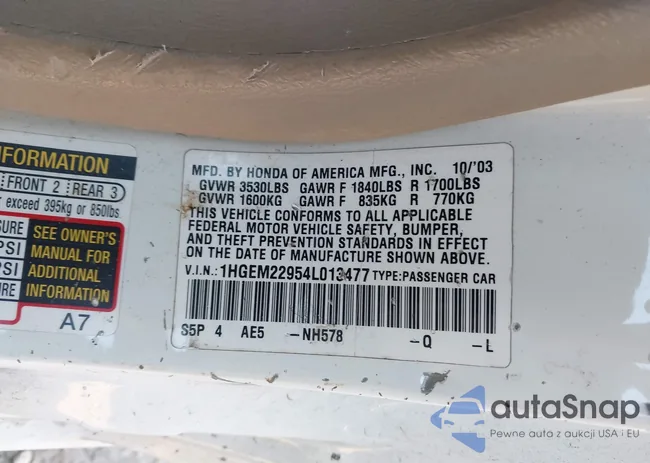 NFORMATION
FRONT 2 REAR 3
r exceed 395kg or 850lbs
SURE
PSI
PSI
SURE
SEE OWNER'S
MANUAL FOR
ADDITIONAL
INFORMATION
A7
MFD. BY HONDA OF AMERICA MFG., INC. 10/'03
GVWR 3530LBS GAWR F 1840LBS R 1700LBS
GVWR 1600KG GAWR F 835KG R 770KG
THIS VEHICLE CONFORMS TO ALL APPLICABLE
FEDERAL MOTOR VEHICLE SAFETY, BUMPER,
AND THEFT PREVENTION STANDARDS IN EFFECT
ON THE DATE OF MANUFACTURE SHOWN ABOVE.
V.I.N.: 1HGEM22954L013477 TYPE:PASSENGER CAR
S5P 4 AE5 -NH578 -Q -L
autaSnap
Pewne auta z aukcji USA i EU